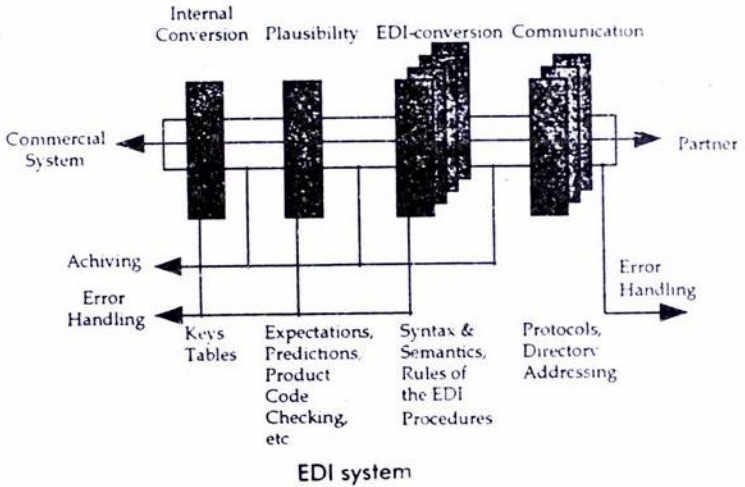 Internal
Conversion
Plausibility
EDI-conversion
Communication
Commercial
System
Partner
Achiving
Error
Handling
Error
Handling
Keys
Tables
Expectations,
Predictions,
Product
Code
Checking,
etc
Syntax &
Semantics,
Rules of
the EDI
Procedures
Protocols,
Directory
Addressing
EDI system